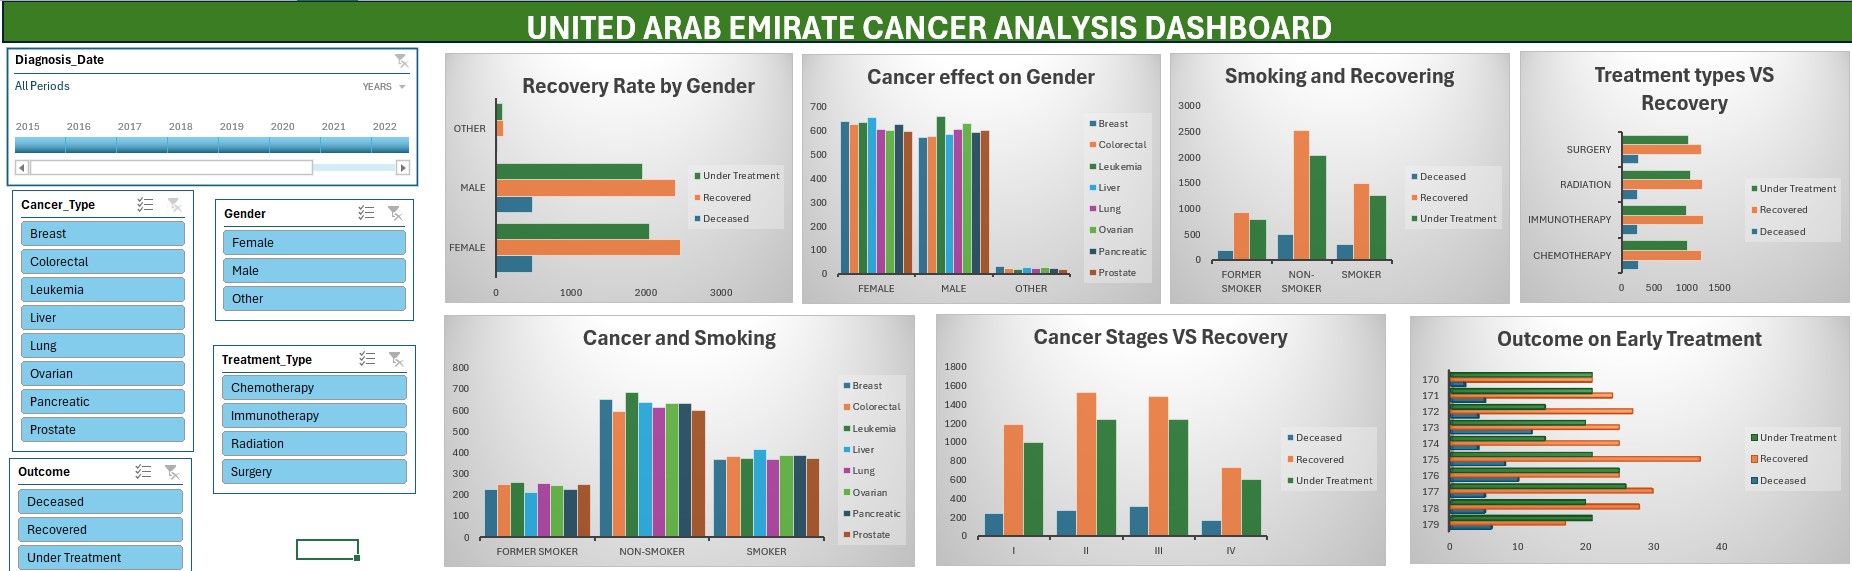 UNITED ARAB EMIRATE CANCER ANALYSIS DASHBOARD
Diagnosis_Date
All Periods
YEARS
2015 2016 2017 2018 2019 2020 2021 2022
Cancer_Type
Breast
Colorectal
Leukemia
Liver
Lung
Ovarian
Pancreatic
Prostate
Outcome
Deceased
Recovered
Under Treatment
Gender
Female
Male
Other
Treatment_Type
Chemotherapy
Immunotherapy
Radiation
Surgery
Recovery Rate by Gender
OTHER
MALE
FEMALE
0 1000 2000 3000
Under Treatment
Recovered
Deceased
Cancer effect on Gender
700
600
500
400
300
200
100
0
FEMALE MALE OTHER
Breast
Colorectal
Leukemia
Liver
Lung
Ovarian
Pancreatic
Prostate
Smoking and Recovering
3000
2500
2000
1500
1000
500
0
FORMER SMOKER
NON-SMOKER
SMOKER
Deceased
Recovered
Under Treatment
Treatment types VS
Recovery
SURGERY
RADIATION
IMMUNOTHERAPY
CHEMOTHERAPY
0 500 1000 1500
Under Treatment
Recovered
Deceased
Cancer and Smoking
800
700
600
500
400
300
200
100
0
FORMER SMOKER NON-SMOKER SMOKER
Breast
Colorectal
Leukemia
Liver
Lung
Ovarian
Pancreatic
Prostate
Cancer Stages VS Recovery
1800
1600
1400
1200
1000
800
600
400
200
0
I II III IV
Deceased
Recovered
Under Treatment
Outcome on Early Treatment
170
171
172
173
174
175
176
177
178
179
0 10 20 30 40
Under Treatment
Recovered
Deceased